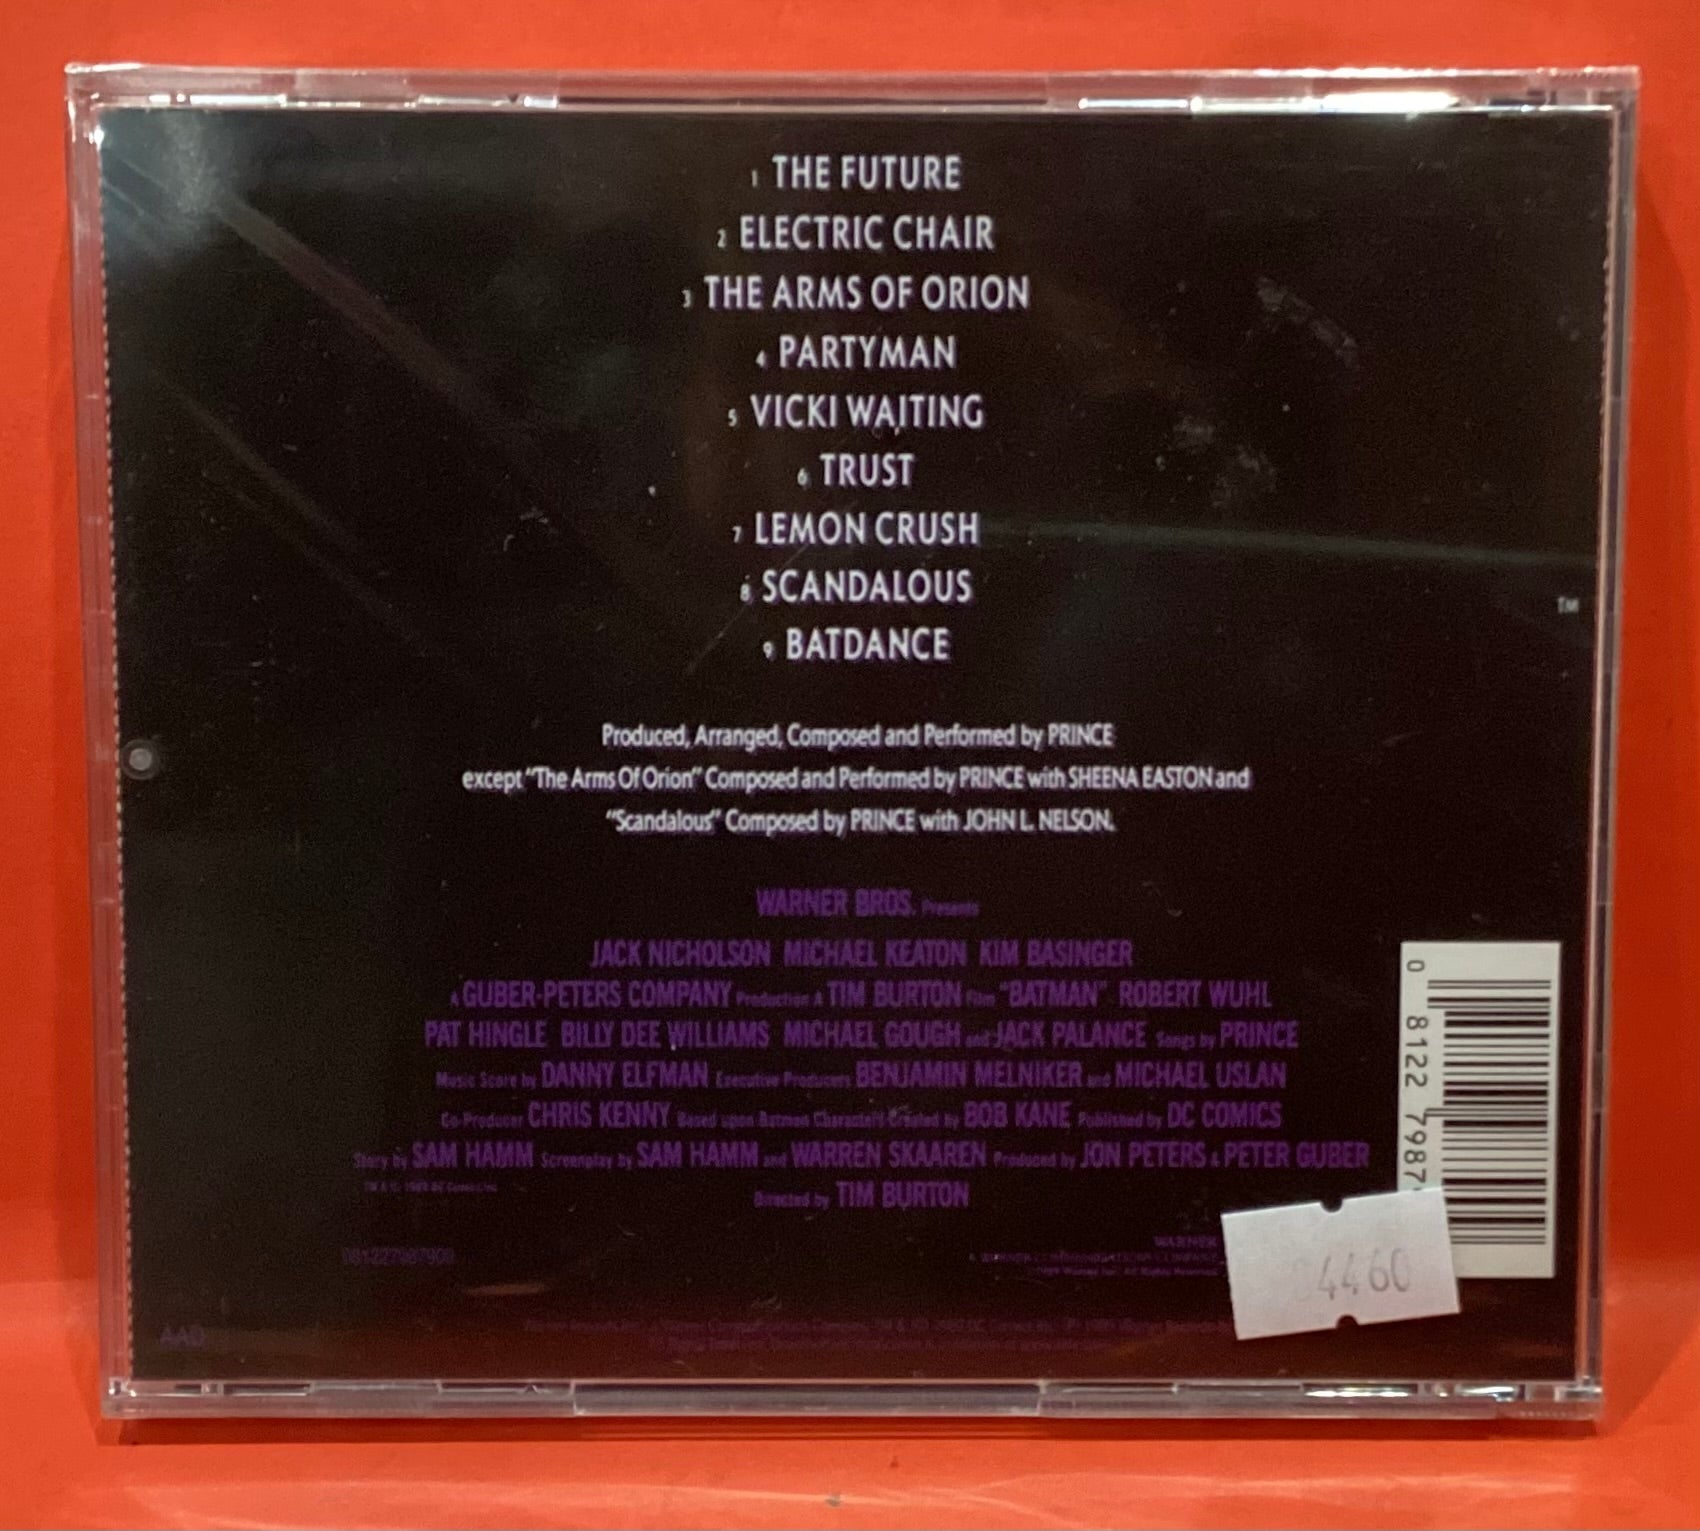 1 THE FUTURE
2 ELECTRIC CHAIR
3 THE ARMS OF ORION
4 PARTYMAN
5 VICKI WAITING
6 TRUST
7 LEMON CRUSH
8 SCANDALOUS
TM
9 BATDANCE
Produced, Arranged, Composed and Performed by PRINCE
except "The Arms Of Orion" Composed and Performed by PRINCE with SHEENA EASTON and
"Scandalous" Composed by PRINCE with JOHN L. NELSON.
WARNER BROS. Presents
JACK NICHOLSON MICHAEL KEATON KIM BASINGER
A GUBER-PETERS COMPANY Production A TIM BURTON Film "BATMAN" ROBERT WUHL
PAT HINGLE BILLY DEE WILLIAMS MICHAEL GOUGH and JACK PALANCE Songs by PRINCE
Music Score by DANNY ELFMAN Executive Producers BENJAMIN MELNIKER and MICHAEL USLAN
Co-Producer CHRIS KENNY Based upon Batman Characters Created by BOB KANE Published by DC COMICS
Story by SAM HAMM Screenplay by SAM HAMM and WARREN SKAAREN Produced by JON PETERS & PETER GUBER
Directed by TIM BURTON
0 8122 7987
WARNER
081227987909
4460
AAD